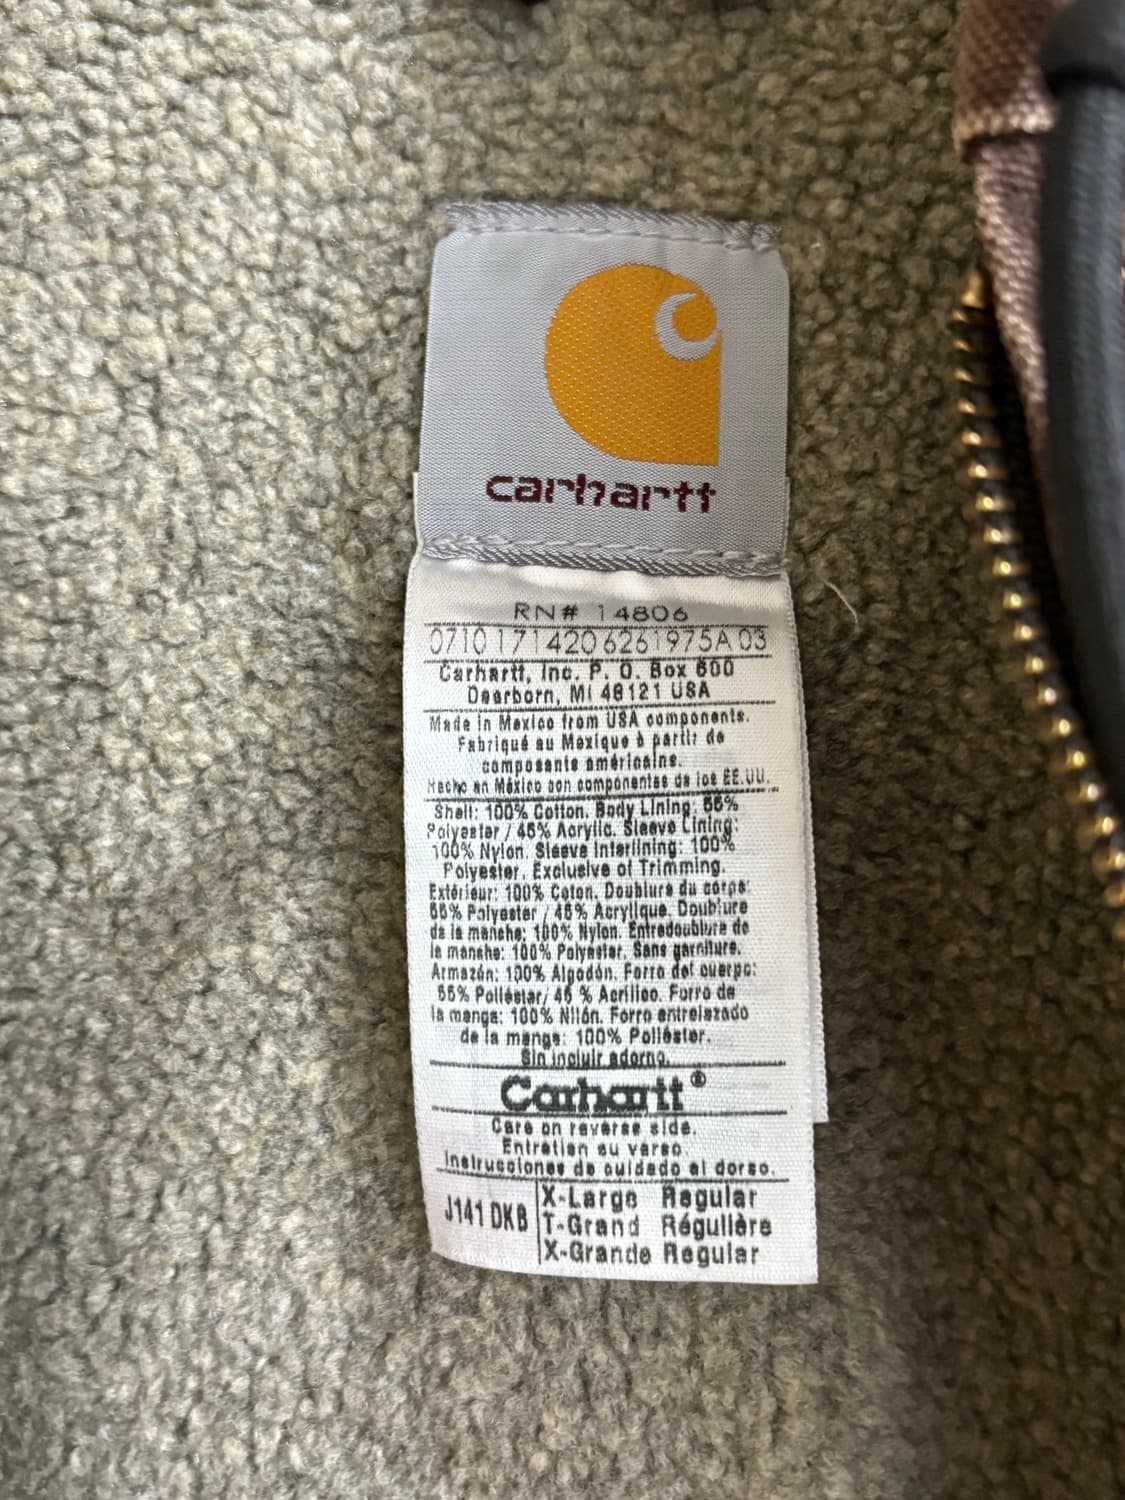 carhartt
RN# 14806
0710 171420 6261975A 03
Carhartt, Inc. P. O. Box 600
Dearborn, MI 48121 USA
Made in Mexico from USA components.
Fabriqué au Mexique à partir de
composants américains.
Hecho en México con componentes de los EE.UU.
Shell: 100% Cotton. Body Lining: 55%
Polyester / 45% Acrylic. Sleeve Lining:
100% Nylon. Sleeve Interlining: 100%
Polyester. Exclusive of Trimming.
Extérieur: 100% Coton. Doublure du corps:
55% Polyester / 45% Acrylique. Doublure
de la manche: 100% Nylon. Entredoublure de
la manche: 100% Polyester. Sans garniture.
Armazón: 100% Algodón. Forro del cuerpo:
55% Poliéster/ 45 % Acrílico. Forro de
la manga: 100% Nilón. Forro entrelazado
de la manga: 100% Poliéster.
Sin incluir adorno.
Carhartt®
Care on reverse side.
Entretien au verso.
Instrucciones de cuidado al dorso.
J141 DKB
X-Large Regular
T-Grand Régulière
X-Grande Regular